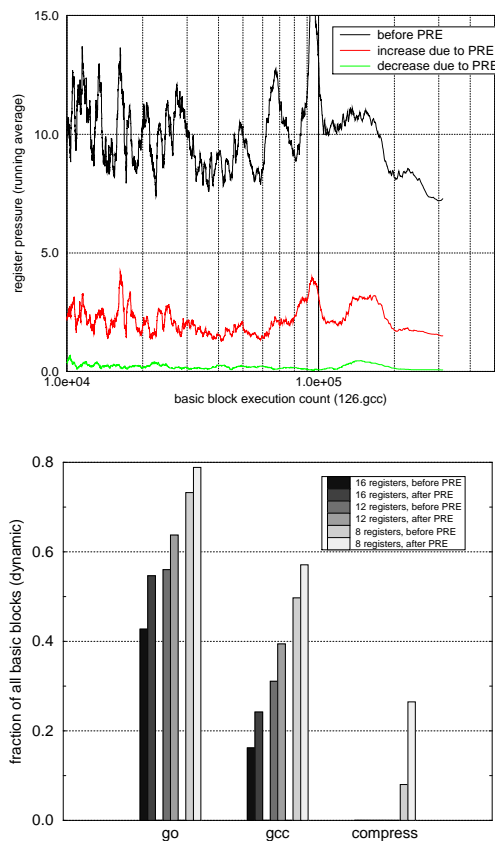 before PRE
increase due to PRE
decrease due to PRE
register pressure (running average)
15.0
10.0
5.0
0.0
1.0e+04
1.0e+05
basic block execution count (126.gcc)
fraction of all basic blocks (dynamic)
0.8
0.6
0.4
0.2
0.0
16 registers, before PRE
16 registers, after PRE
12 registers, before PRE
12 registers, after PRE
8 registers, before PRE
8 registers, after PRE
go
gcc
compress